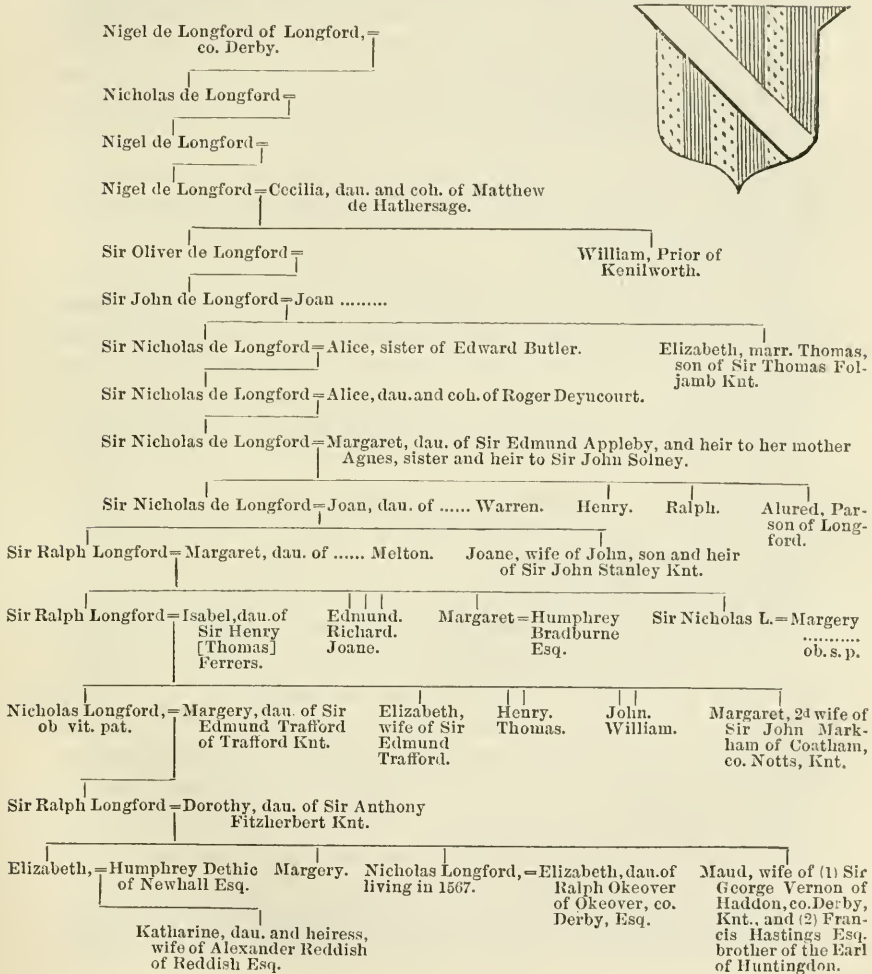 Nigel de Longford of Longford,=
co. Derby.
Nicholas de Longford=
Nigel de Longford=
Nigel de Longford=Cecilia, dau. and coh. of Matthew
de Hathersage.
Sir Oliver de Longford=
William, Prior of
Kenilworth.
Sir John de Longford=Joan .........
Sir Nicholas de Longford=Alice, sister of Edward Butler.
Elizabeth, marr. Thomas,
son of Sir Thomas Fol-
jamb Knt.
Sir Nicholas de Longford=Alice, dau. and coh. of Roger Deyncourt.
Sir Nicholas de Longford=Margaret, dau. of Sir Edmund Appleby, and heir to her mother
Agnes, sister and heir to Sir John Solney.
Sir Nicholas de Longford=Joan, dau. of ...... Warren.
Henry.
Ralph.
Alured, Par-
son of Long-
ford.
Sir Ralph Longford=Margaret, dau. of ...... Melton.
Joane, wife of John, son and heir
of Sir John Stanley Knt.
Sir Ralph Longford=Isabel, dau. of
Sir Henry
[Thomas]
Ferrers.
Edmund.
Richard.
Joane.
Margaret=Humphrey
Bradburne
Esq.
Sir Nicholas L.=Margery
...........
ob. s. p.
Nicholas Longford,=Margery, dau. of Sir
ob vit. pat.
Edmund Trafford
of Trafford Knt.
Elizabeth,
wife of Sir
Edmund
Trafford.
Henry.
Thomas.
John.
William.
Margaret, 2d wife of
Sir John Mark-
ham of Coatham,
co. Notts, Knt.
Sir Ralph Longford=Dorothy, dau. of Sir Anthony
Fitzherbert Knt.
Elizabeth,=Humphrey Dethic
of Newhall Esq.
Margery.
Nicholas Longford,=Elizabeth, dau. of
living in 1567.
Ralph Okeover
of Okeover, co.
Derby, Esq.
Maud, wife of (1) Sir
George Vernon of
Haddon, co. Derby,
Knt., and (2) Fran-
cis Hastings Esq.
brother of the Earl
of Huntingdon.
Katharine, dau. and heiress,
wife of Alexander Reddish
of Reddish Esq.